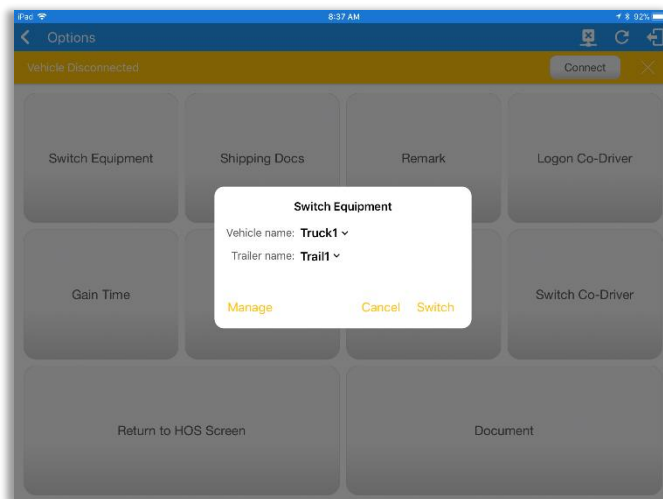 iPad 8:37 AM 92%
Options
Vehicle Disconnected Connect
Switch Equipment Shipping Docs Remark Logon Co-Driver
Switch Equipment
Vehicle name: Truck1
Trailer name: Trail1
Manage Cancel Switch
Gain Time Switch Co-Driver
Return to HOS Screen Document